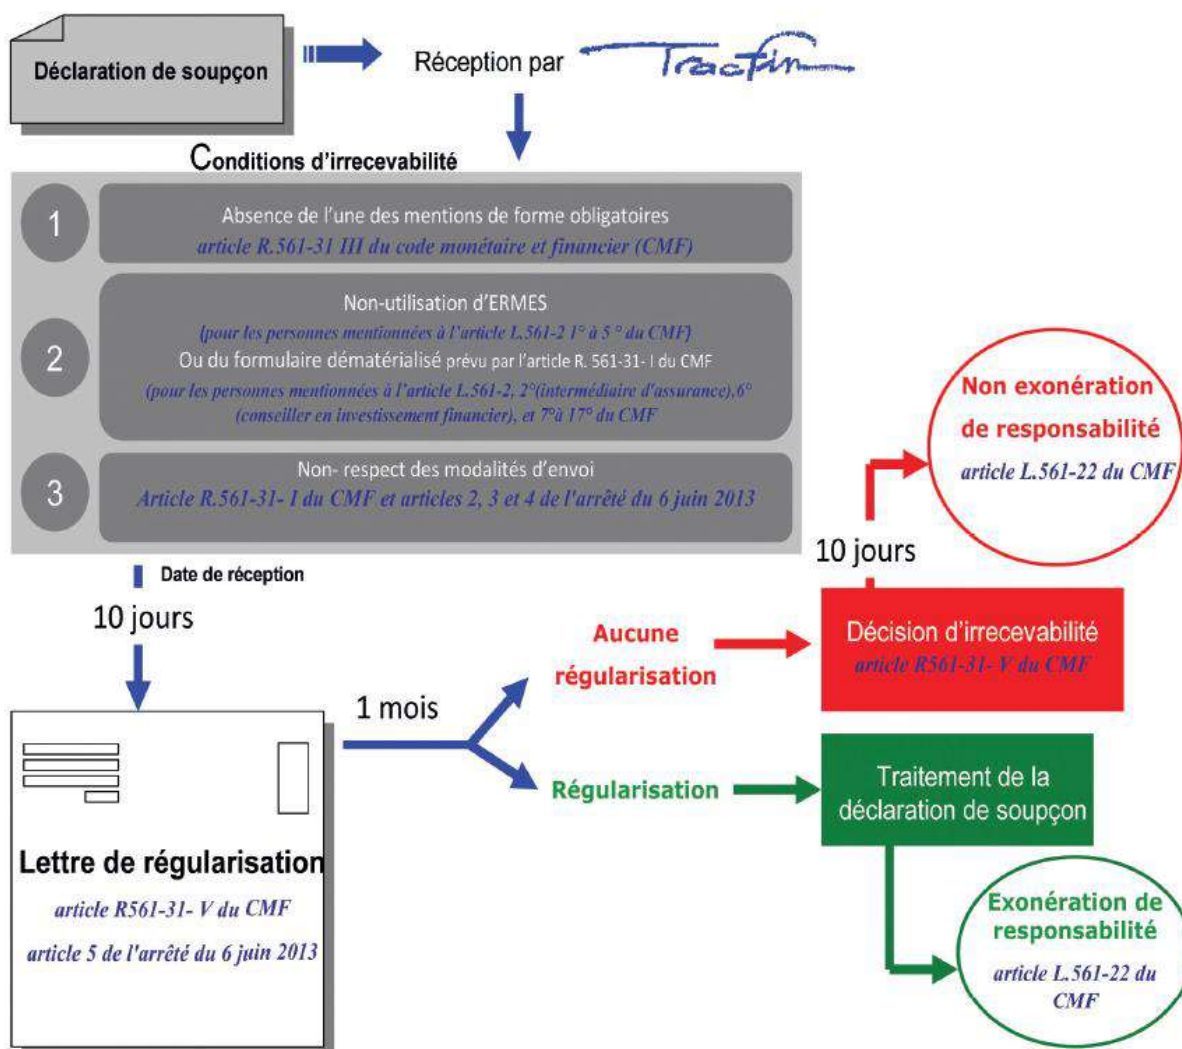 Déclaration de soupçon
Réception par Tracfin
Conditions d'irrecevabilité
1
Absence de l'une des mentions de forme obligatoires
article R.561-31 III du code monétaire et financier (CMF)
2
Non-utilisation d'ERMES
(pour les personnes mentionnées à l'article L.561-2 1° à 5 ° du CMF)
Ou du formulaire dématérialisé prévu par l'article R. 561-31- I du CMF
(pour les personnes mentionnées à l'article L.561-2, 2°(intermédiaire d'assurance),6°
(conseiller en investissement financier), et 7°à 17° du CMF
3
Non- respect des modalités d'envoi
Article R.561-31- I du CMF et articles 2, 3 et 4 de l'arrêté du 6 juin 2013
Date de réception
10 jours
Lettre de régularisation
article R561-31- V du CMF
article 5 de l'arrêté du 6 juin 2013
1 mois
Aucune
régularisation
Décision d'irrecevabilité
article R561-31- V du CMF
10 jours
Non exonération
de responsabilité
article L.561-22 du CMF
Régularisation
Traitement de la
déclaration de soupçon
Exonération de
responsabilité
article L.561-22 du
CMF